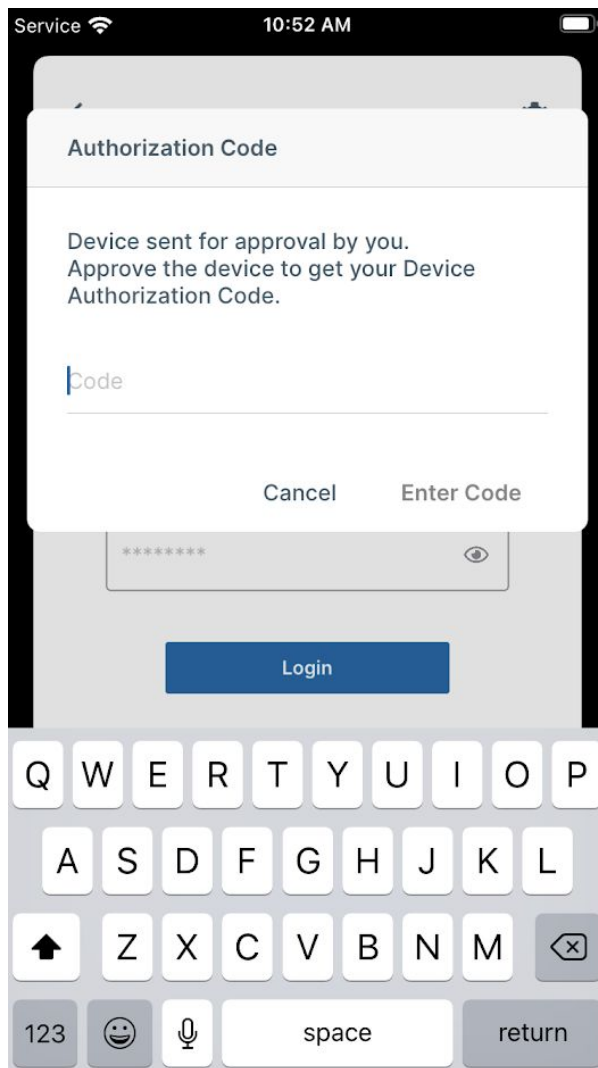 Service 10:52 AM
Authorization Code
Device sent for approval by you.
Approve the device to get your Device
Authorization Code.
Code
Cancel Enter Code
********
Login
Q W E R T Y U I O P
A S D F G H J K L
Z X C V B N M
123 space return